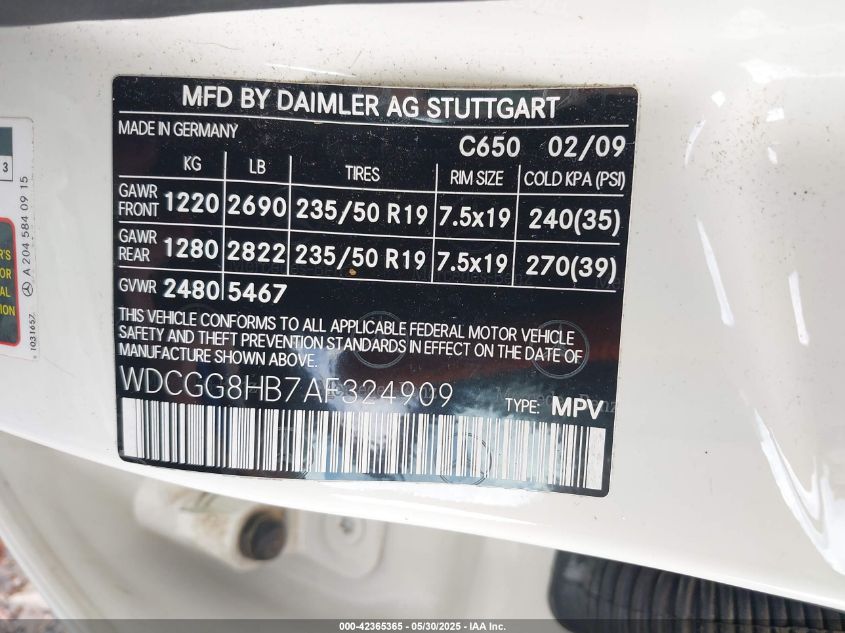 MFD BY DAIMLER AG STUTTGART
MADE IN GERMANY
C650 02/09
KG LB TIRES RIM SIZE COLD KPA (PSI)
GAWR FRONT 1220 2690 235/50 R19 7.5x19 240(35)
GAWR REAR 1280 2822 235/50 R19 7.5x19 270(39)
GVWR 2480 5467
THIS VEHICLE CONFORMS TO ALL APPLICABLE FEDERAL MOTOR VEHICLE
SAFETY AND THEFT PREVENTION STANDARDS IN EFFECT ON THE DATE OF
MANUFACTURE SHOWN ABOVE.
WDCGG8HB7AF324909
TYPE: MPV
3
A 204 584 09 15
1031657
000-42365365 - 05/30/2025 - IAA Inc.